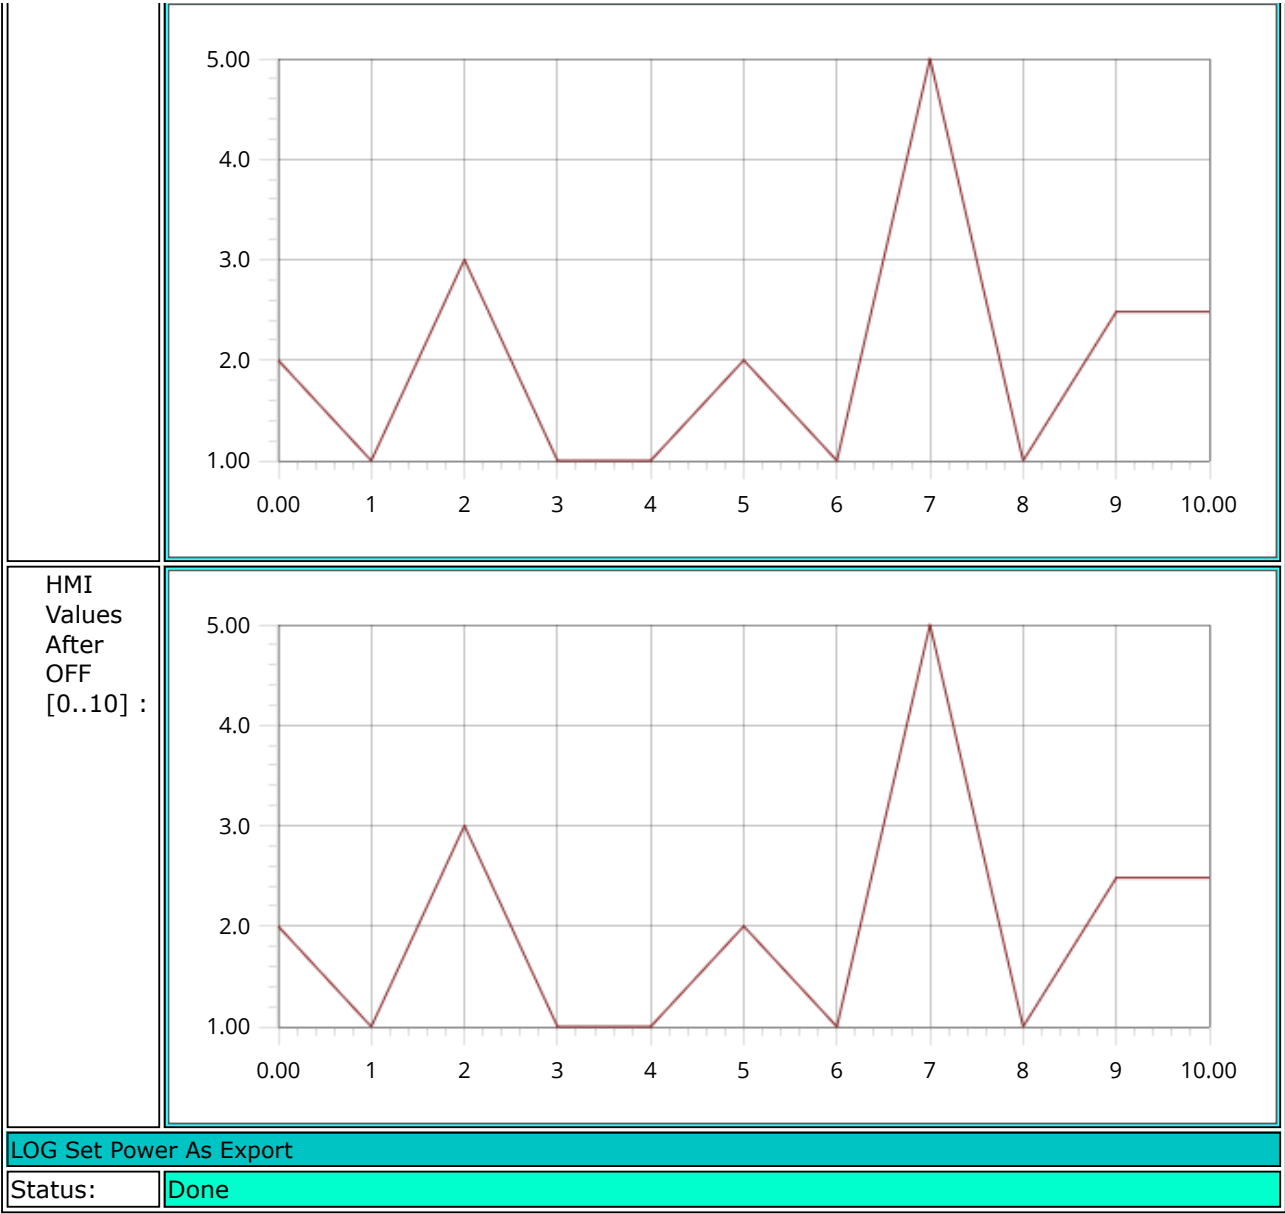 5.00
4.0
3.0
2.0
1.00
0.00 1 2 3 4 5 6 7 8 9 10.00
HMI
Values
After
OFF
[0..10] :
5.00
4.0
3.0
2.0
1.00
0.00 1 2 3 4 5 6 7 8 9 10.00
LOG Set Power As Export
Status: Done